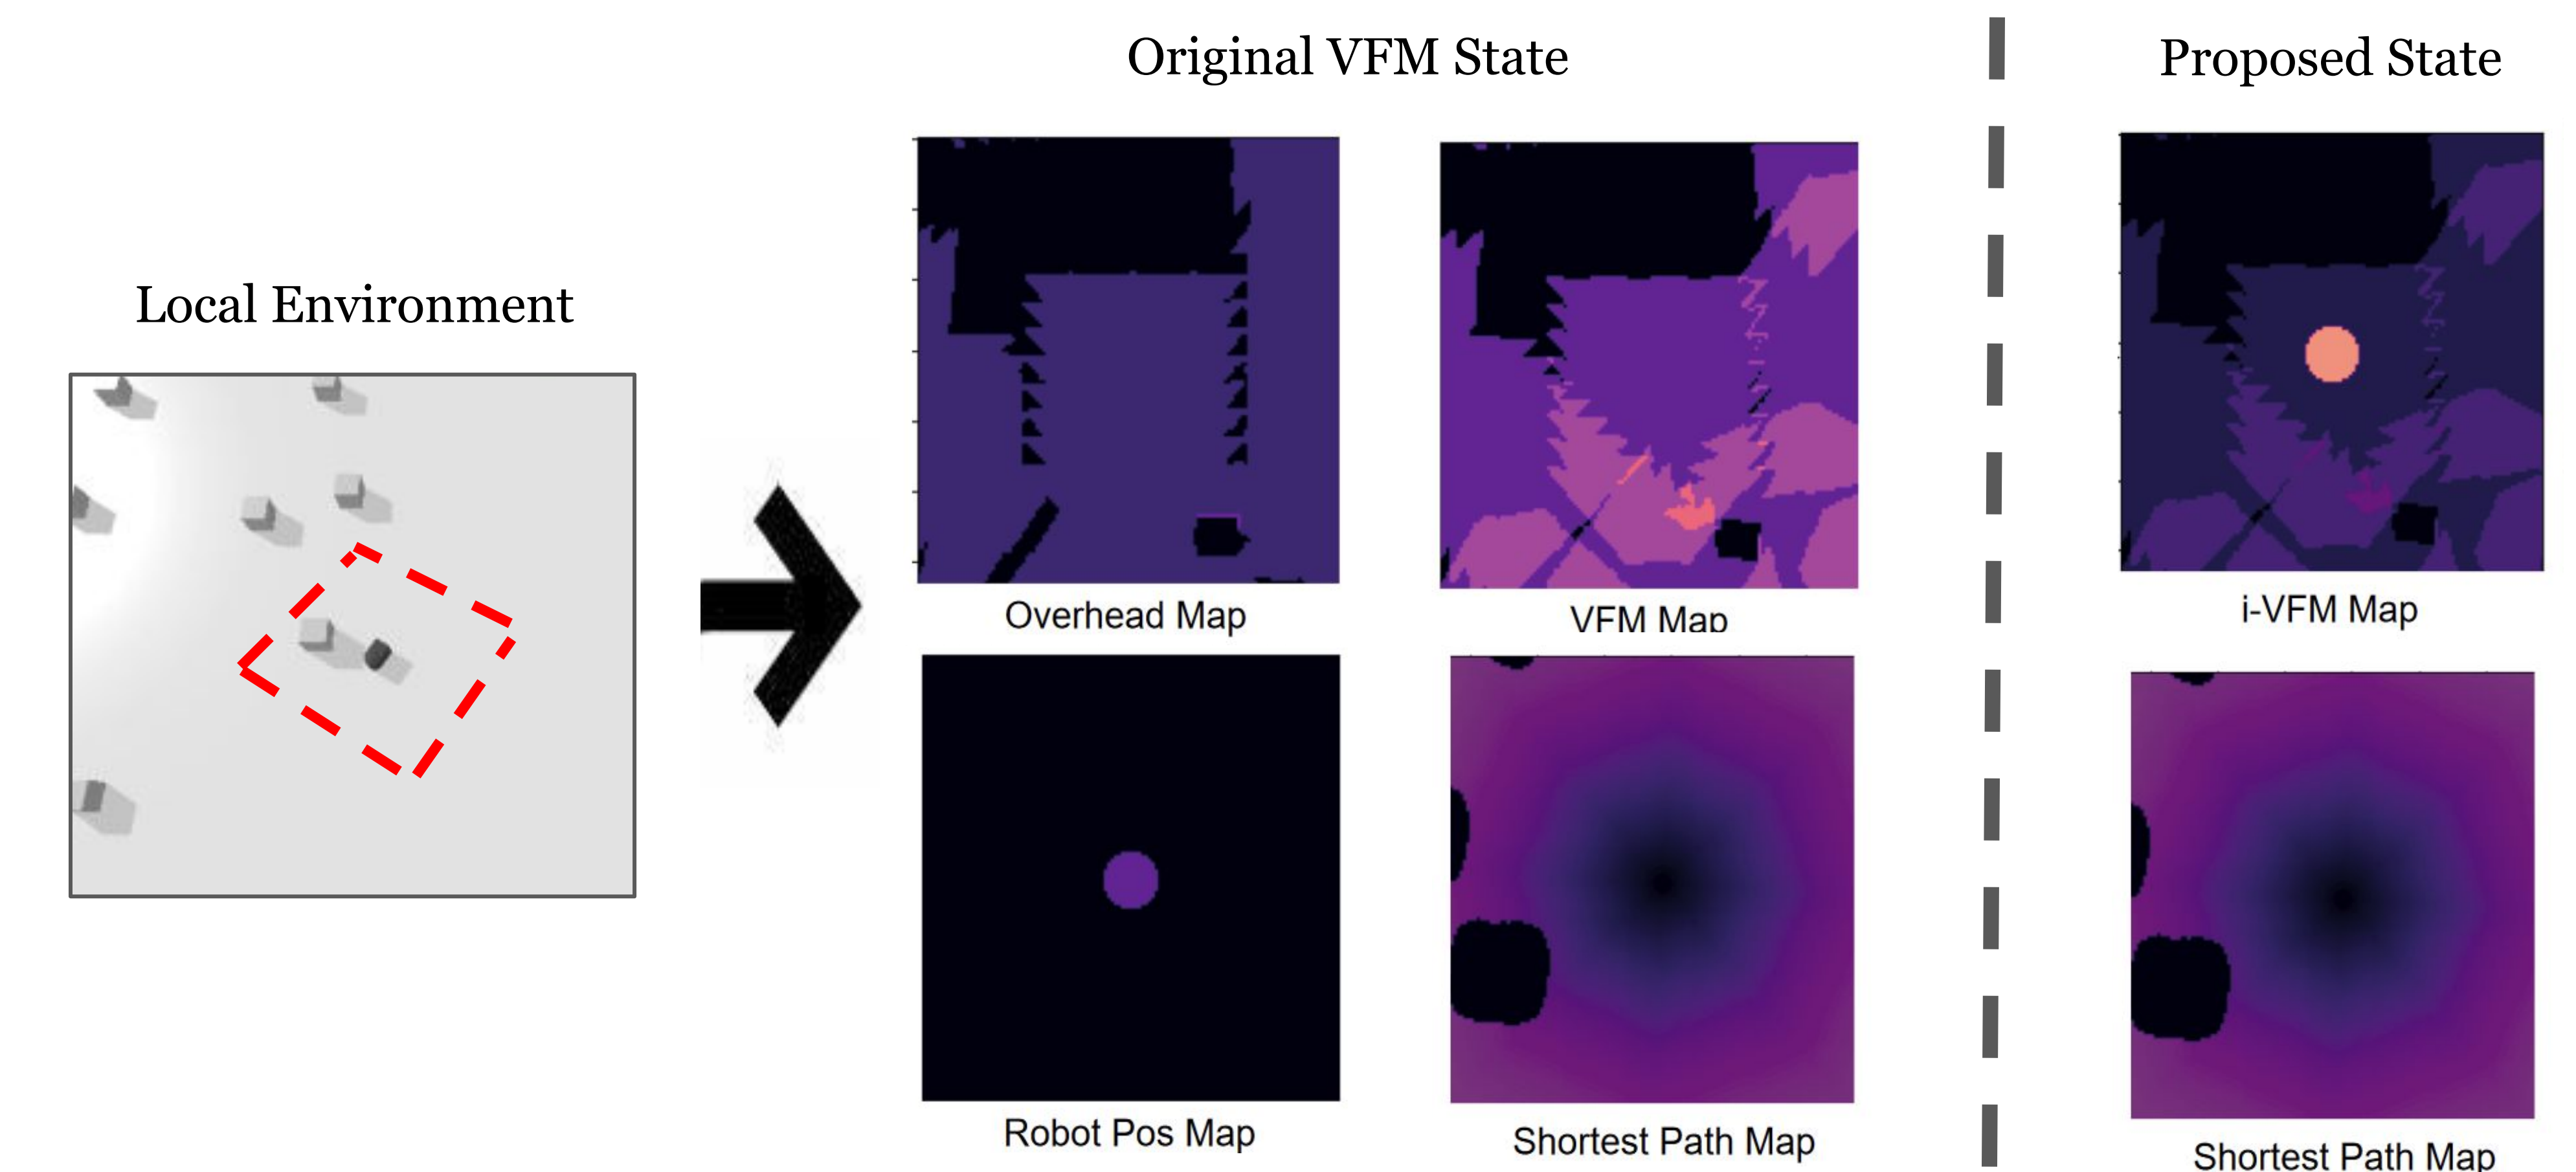 Original VFM State
Proposed State
Local Environment
Overhead Map
VFM Map
i-VFM Map
Robot Pos Map
Shortest Path Map
Shortest Path Map